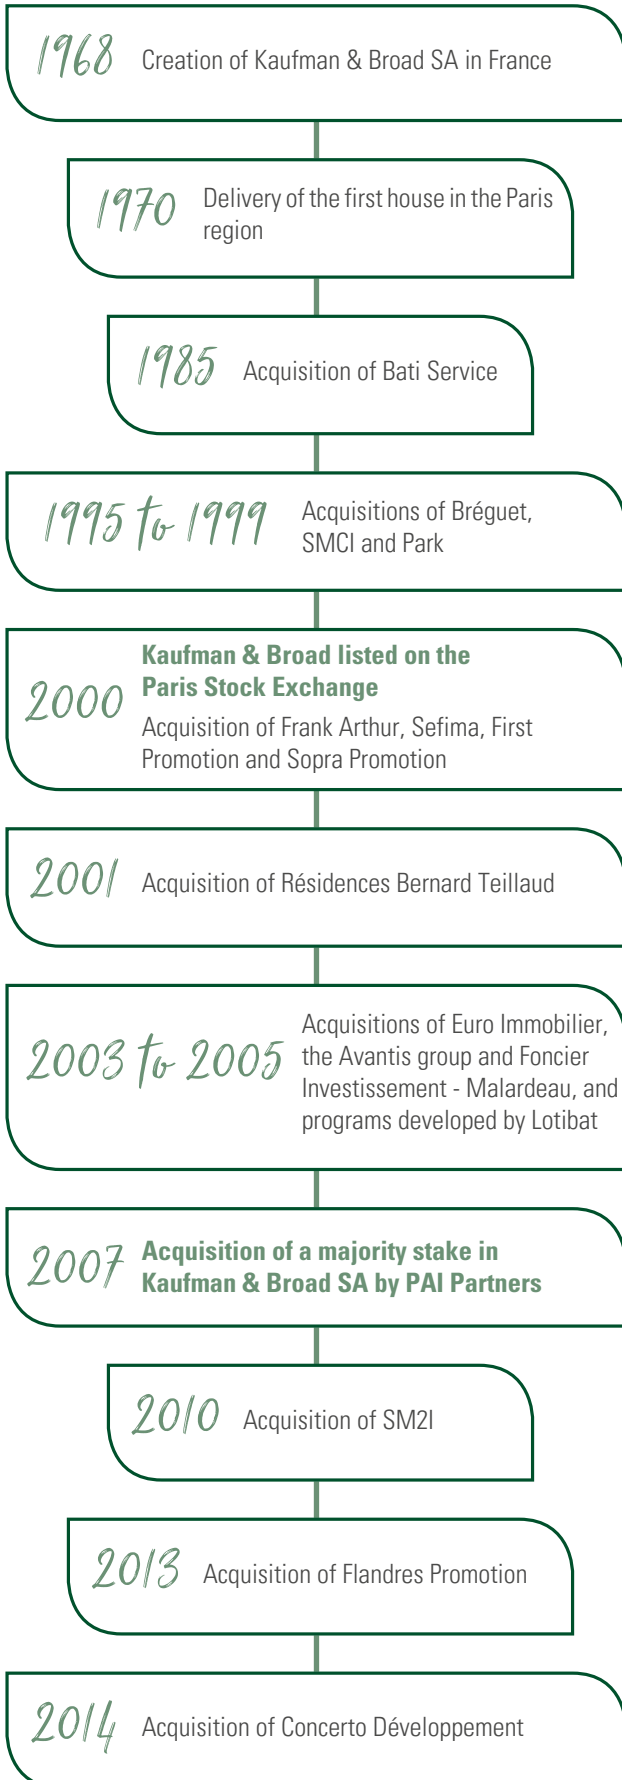 1968 Creation of Kaufman & Broad SA in France
1970 Delivery of the first house in the Paris
region
1985 Acquisition of Bati Service
1995 to 1999 Acquisitions of Bréguet,
SMCI and Park
2000 Kaufman & Broad listed on the
Paris Stock Exchange
Acquisition of Frank Arthur, Sefima, First
Promotion and Sopra Promotion
2001 Acquisition of Résidences Bernard Teillaud
2003 to 2005 Acquisitions of Euro Immobilier,
the Avantis group and Foncier
Investissement - Malardeau, and
programs developed by Lotibat
2007 Acquisition of a majority stake in
Kaufman & Broad SA by PAI Partners
2010 Acquisition of SM2I
2013 Acquisition of Flandres Promotion
2014 Acquisition of Concerto Développement